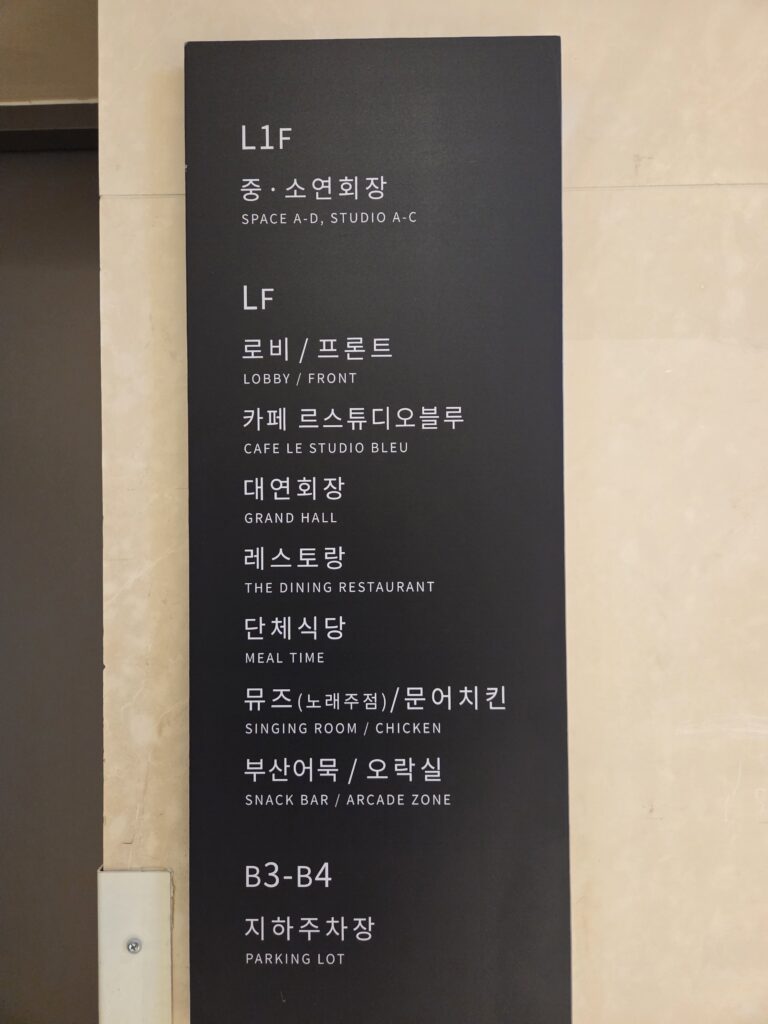 L1F
중·소연회장
SPACE A-D, STUDIO A-C
LF
로비 / 프론트
LOBBY / FRONT
카페 르스튜디오블루
CAFE LE STUDIO BLEU
대연회장
GRAND HALL
레스토랑
THE DINING RESTAURANT
단체식당
MEAL TIME
뮤즈(노래주점)/문어치킨
SINGING ROOM / CHICKEN
부산어묵 / 오락실
SNACK BAR / ARCADE ZONE
B3-B4
지하주차장
PARKING LOT